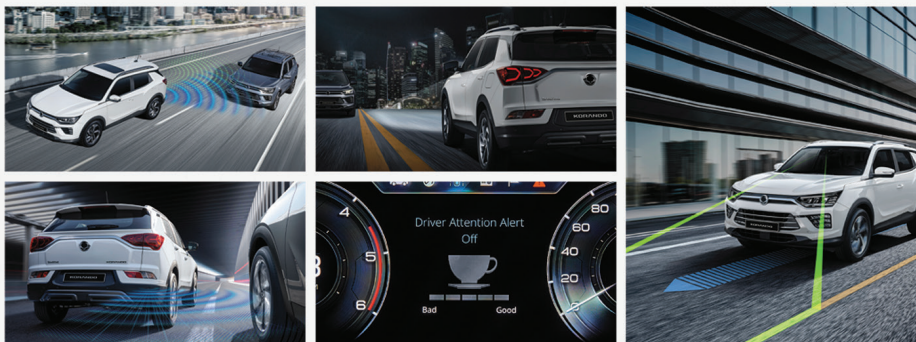 KORANDO
KORANDO
Driver Attention Alert
Off
4
5
6
Bad
Good
80
60
40
20